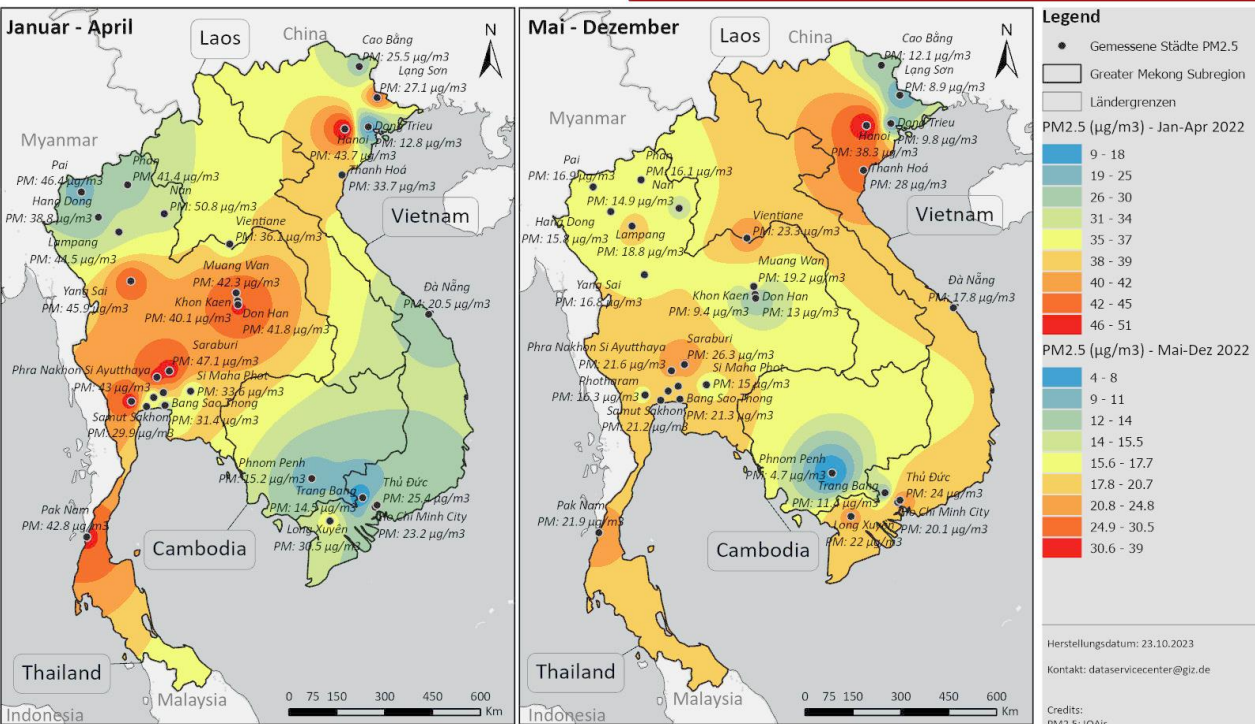 Januar - April
Laos
China
N
Cao Bằng
PM: 25.5 µg/m3
Lạng Sơn
PM: 27.1 µg/m3
Myanmar
Dong Trieu
PM: 12.8 µg/m3
Hanoi
PM: 43.7 µg/m3
Thanh Hoá
PM: 33.7 µg/m3
Pai
PM: 46.4 µg/m3
Phan
PM: 41.4 µg/m3
Nan
PM: 50.8 µg/m3
Hang Dong
PM: 38.8 µg/m3
Lampang
PM: 44.5 µg/m3
Vietnam
Vientiane
PM: 36.1 µg/m3
Muang Wan
PM: 42.3 µg/m3
Yang Sai
PM: 45.9 µg/m3
Khon Kaen
PM: 40.1 µg/m3
Don Han
PM: 41.8 µg/m3
Đà Nẵng
PM: 20.5 µg/m3
Saraburi
PM: 47.1 µg/m3
Phra Nakhon Si Ayutthaya
PM: 43 µg/m3
Si Maha Phot
PM: 33.6 µg/m3
Bang Sao Thong
PM: 31.4 µg/m3
Samut Sakhon
PM: 29.9 µg/m3
Phnom Penh
PM: 15.2 µg/m3
Trang Bang
PM: 14.5 µg/m3
Thủ Đức
PM: 25.4 µg/m3
Ho Chi Minh City
PM: 23.2 µg/m3
Long Xuyên
PM: 30.5 µg/m3
Pak Nam
PM: 42.8 µg/m3
Cambodia
Thailand
Malaysia
Indonesia
0 75 150 300 450 600
Km
Mai - Dezember
Laos
China
N
Cao Bằng
PM: 12.1 µg/m3
Lạng Sơn
PM: 8.9 µg/m3
Myanmar
Dong Trieu
PM: 9.8 µg/m3
Hanoi
PM: 38.3 µg/m3
Thanh Hoá
PM: 28 µg/m3
Pai
PM: 16.9 µg/m3
Phan
PM: 16.1 µg/m3
Nan
PM: 14.9 µg/m3
Hang Dong
Lampang
PM: 18.8 µg/m3
Vietnam
Vientiane
PM: 23.3 µg/m3
Muang Wan
PM: 19.2 µg/m3
Yang Sai
PM: 16.8 µg/m3
Khon Kaen
PM: 9.4 µg/m3
Don Han
PM: 13 µg/m3
Đà Nẵng
PM: 17.8 µg/m3
Saraburi
PM: 26.3 µg/m3
Phra Nakhon Si Ayutthaya
PM: 21.6 µg/m3
Si Maha Phot
PM: 15 µg/m3
Photharam
PM: 16.3 µg/m3
Bang Sao Thong
PM: 21.3 µg/m3
Samut Sakhon
PM: 21.2 µg/m3
Phnom Penh
PM: 4.7 µg/m3
Trang Bang
Thủ Đức
PM: 24 µg/m3
Ho Chi Minh City
PM: 20.1 µg/m3
Long Xuyên
PM: 22 µg/m3
Pak Nam
PM: 21.9 µg/m3
Cambodia
Thailand
Malaysia
Indonesia
0 75 150 300 450 600
Km
Legend
Gemessene Städte PM2.5
Greater Mekong Subregion
Ländergrenzen
PM2.5 (µg/m3) - Jan-Apr 2022
9 - 18
19 - 25
26 - 30
31 - 34
35 - 37
38 - 39
40 - 42
42 - 45
46 - 51
PM2.5 (µg/m3) - Mai-Dez 2022
4 - 8
9 - 11
12 - 14
14 - 15.5
15.6 - 17.7
17.8 - 20.7
20.8 - 24.8
24.9 - 30.5
30.6 - 39
Herstellungsdatum: 23.10.2023
Kontakt: dataservicecenter@giz.de
Credits:
PM2.5: IQAir